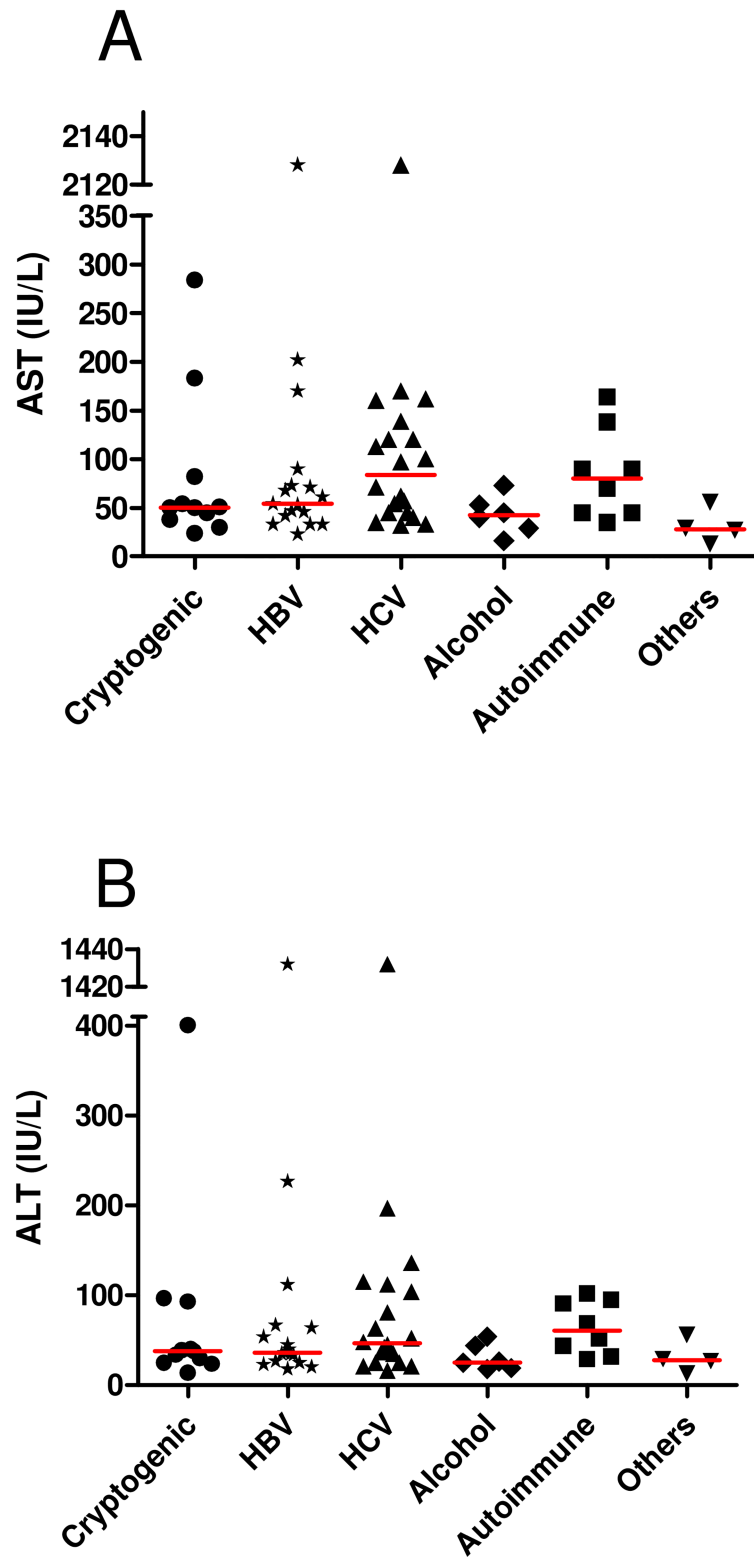 A
AST (IU/L)
2140
2120
350
300
250
200
150
100
50
0
Cryptogenic
HBV
HCV
Alcohol
Autoimmune
Others
B
ALT (IU/L)
1440
1420
400
300
200
100
0
Cryptogenic
HBV
HCV
Alcohol
Autoimmune
Others